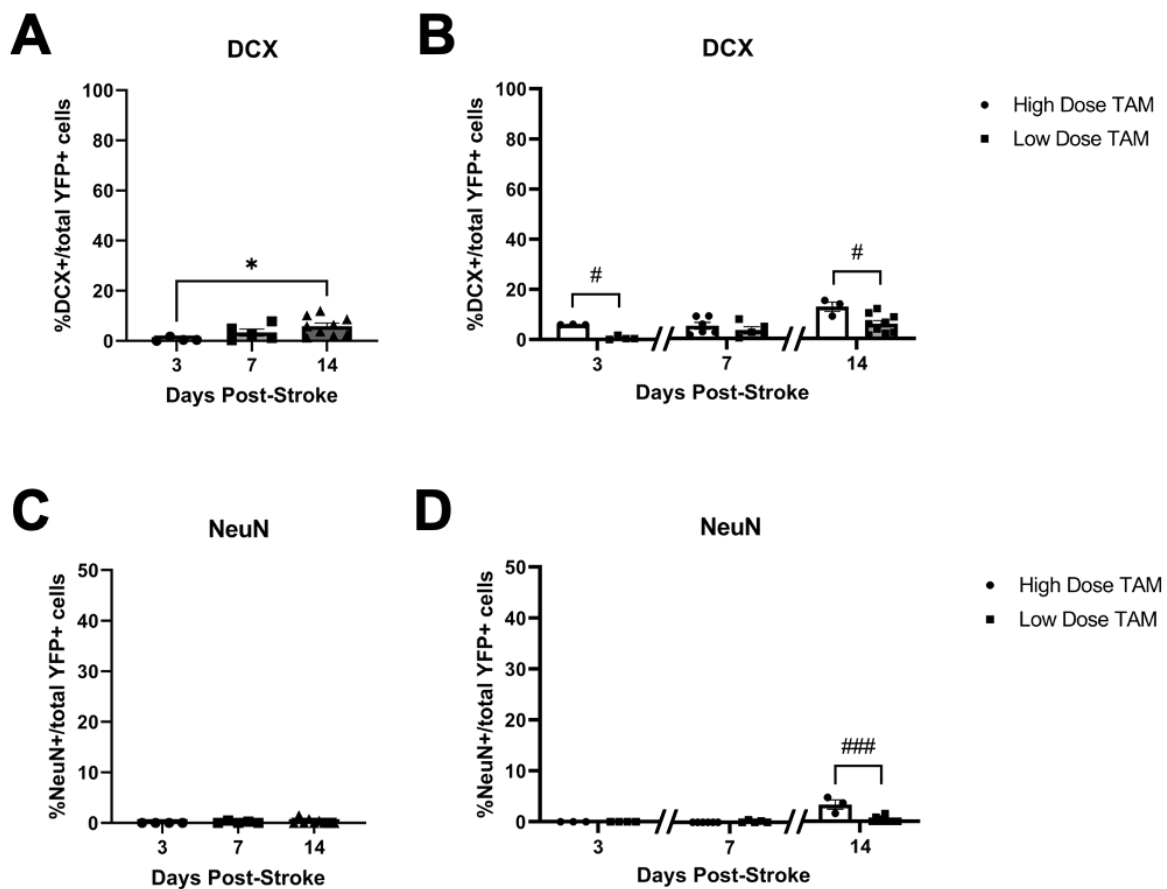 A
DCX
%DCX+/total YFP+ cells
100
80
60
40
20
0
*
3 7 14
Days Post-Stroke
B
DCX
%DCX+/total YFP+ cells
100
80
60
40
20
0
#
#
3 7 14
Days Post-Stroke
High Dose TAM
Low Dose TAM
C
NeuN
%NeuN+/total YFP+ cells
50
40
30
20
10
0
3 7 14
Days Post-Stroke
D
NeuN
%NeuN+/total YFP+ cells
50
40
30
20
10
0
###
3 7 14
Days Post-Stroke
High Dose TAM
Low Dose TAM